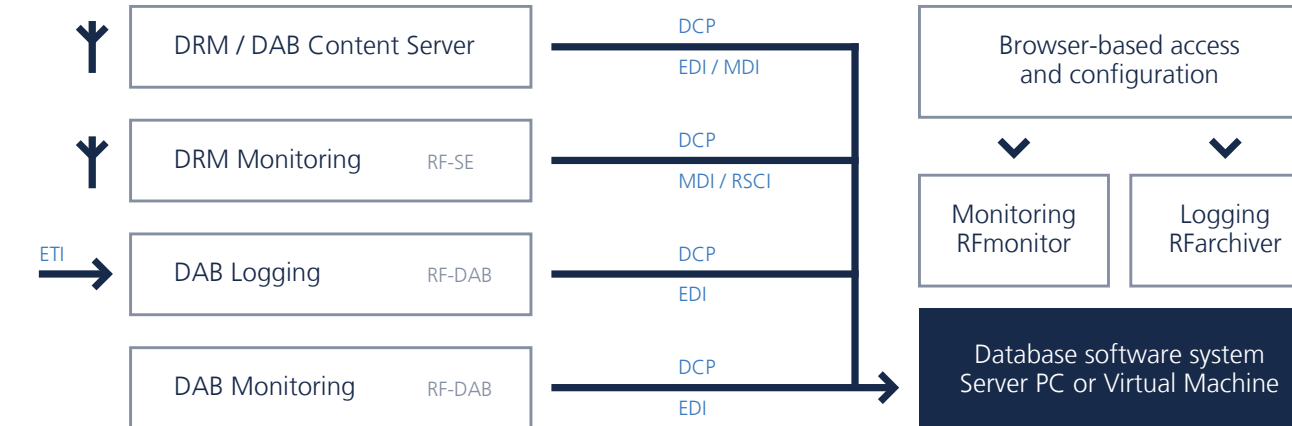 DRM / DAB Content Server
DCP
EDI / MDI
DRM Monitoring RF-SE
DCP
MDI / RSCI
ETI
DAB Logging RF-DAB
DCP
EDI
DAB Monitoring RF-DAB
DCP
EDI
Browser-based access
and configuration
Monitoring
RFmonitor
Logging
RFarchiver
Database software system
Server PC or Virtual Machine